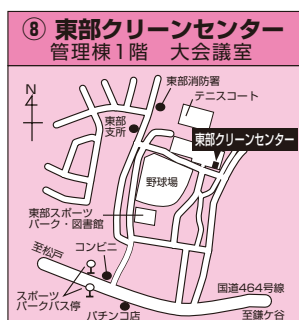 ⑧ 東部クリーンセンター
管理棟1階 大会議室
N
東部消防署
テニスコート
東部
支所
東部クリーンセンター
野球場
東部スポーツ
パーク・図書館
至松戸
コンビニ
スポーツ
パークバス停
パチンコ店
国道464号線
至鎌ケ谷